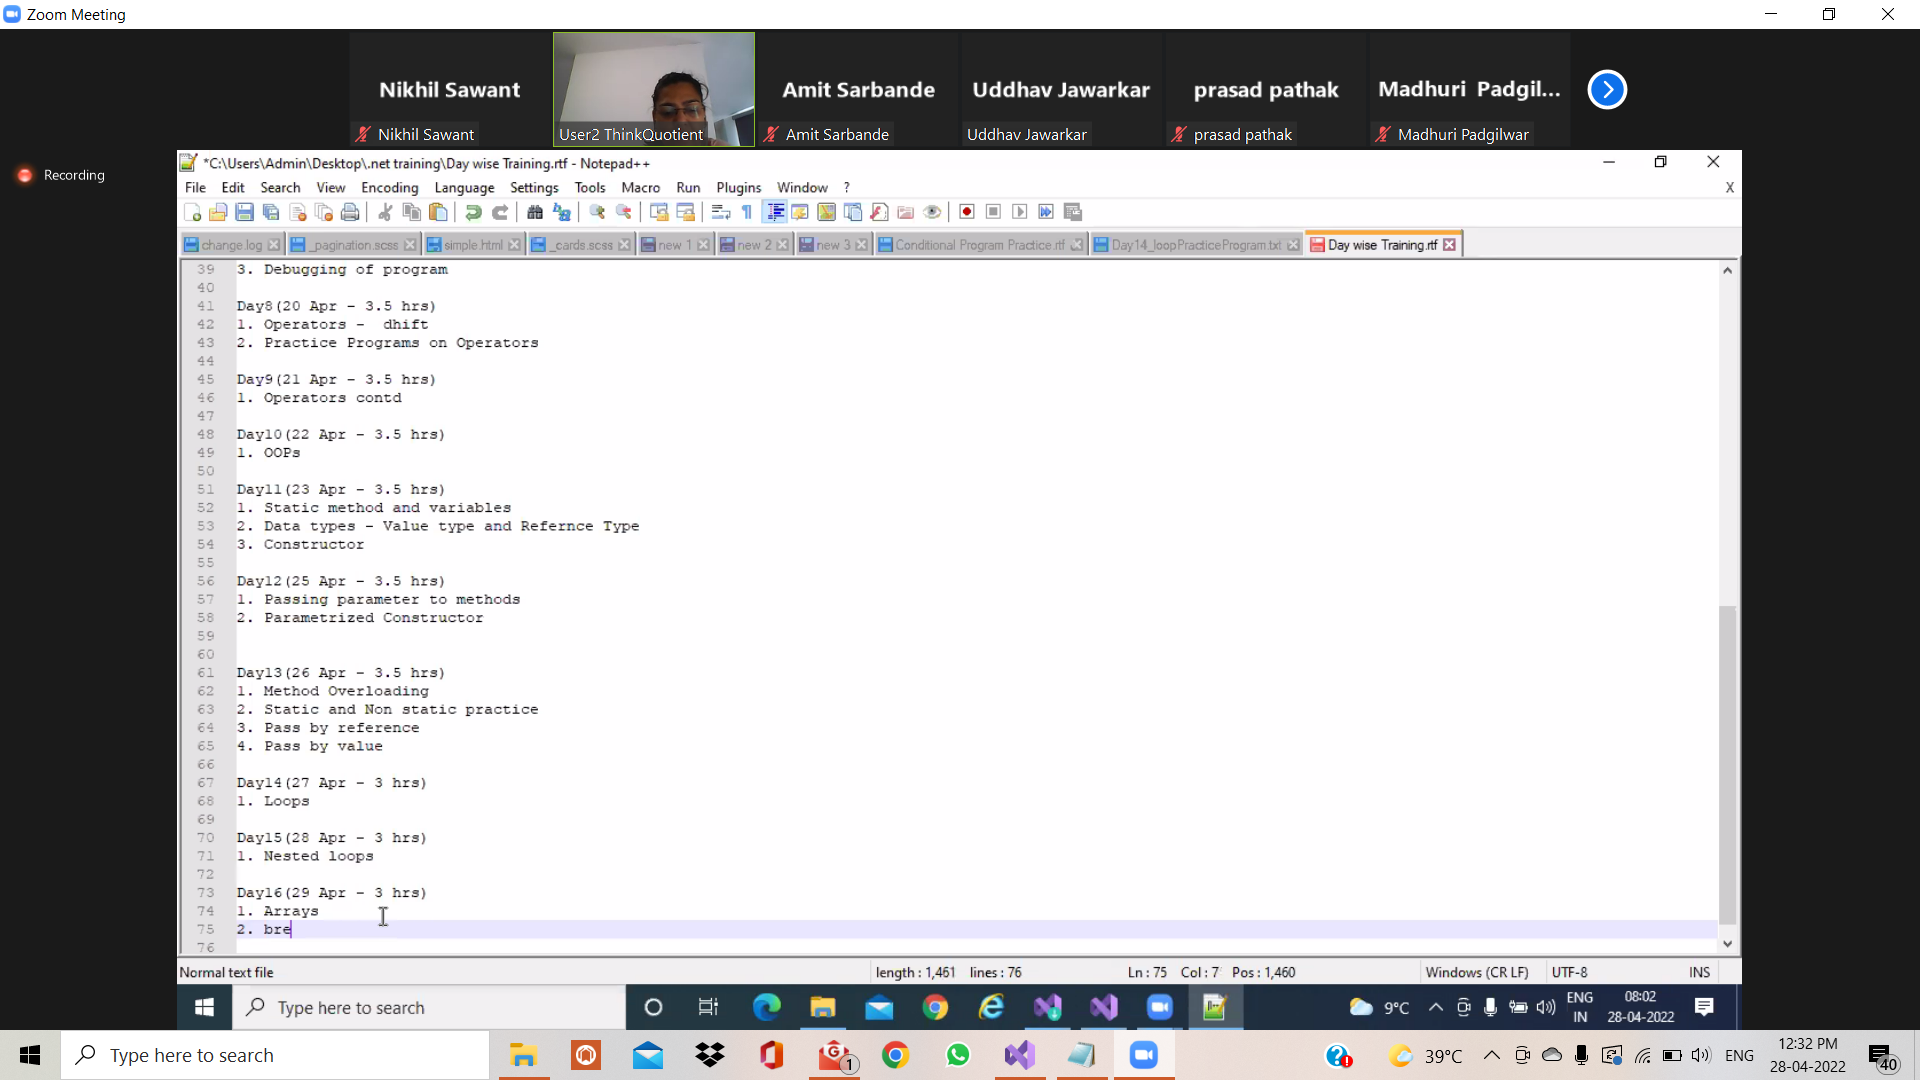 Zoom Meeting
Nikhil Sawant
Amit Sarbande
Uddhav Jawarkar
prasad pathak
Madhuri Padgil...
Nikhil Sawant
User2 ThinkQuotient
Amit Sarbande
Uddhav Jawarkar
prasad pathak
Madhuri Padgilwar
Recording
*C:\Users\Admin\Desktop\.net training\Day wise Training.rtf - Notepad++
File Edit Search View Encoding Language Settings Tools Macro Run Plugins Window ? X
change.log _pagination.scss simple.html _cards.scss new 1 new 2 new 3 Conditional Program Practice.rtf Day14_loopPracticeProgram.txt Day wise Training.rtf
39 3. Debugging of program
40
41 Day8(20 Apr - 3.5 hrs)
42 1. Operators - dhift
43 2. Practice Programs on Operators
44
45 Day9(21 Apr - 3.5 hrs)
46 1. Operators contd
47
48 Day10(22 Apr - 3.5 hrs)
49 1. OOPs
50
51 Day11(23 Apr - 3.5 hrs)
52 1. Static method and variables
53 2. Data types - Value type and Refernce Type
54 3. Constructor
55
56 Day12(25 Apr - 3.5 hrs)
57 1. Passing parameter to methods
58 2. Parametrized Constructor
59
60
61 Day13(26 Apr - 3.5 hrs)
62 1. Method Overloading
63 2. Static and Non static practice
64 3. Pass by reference
65 4. Pass by value
66
67 Day14(27 Apr - 3 hrs)
68 1. Loops
69
70 Day15(28 Apr - 3 hrs)
71 1. Nested loops
72
73 Day16(29 Apr - 3 hrs)
74 1. Arrays
75 2. bre
76
Normal text file length : 1,461 lines : 76 Ln : 75 Col : 7 Pos : 1,460 Windows (CR LF) UTF-8 INS
Type here to search 9°C ENG IN 08:02 28-04-2022
Type here to search 1 39°C ENG 12:32 PM 28-04-2022 40